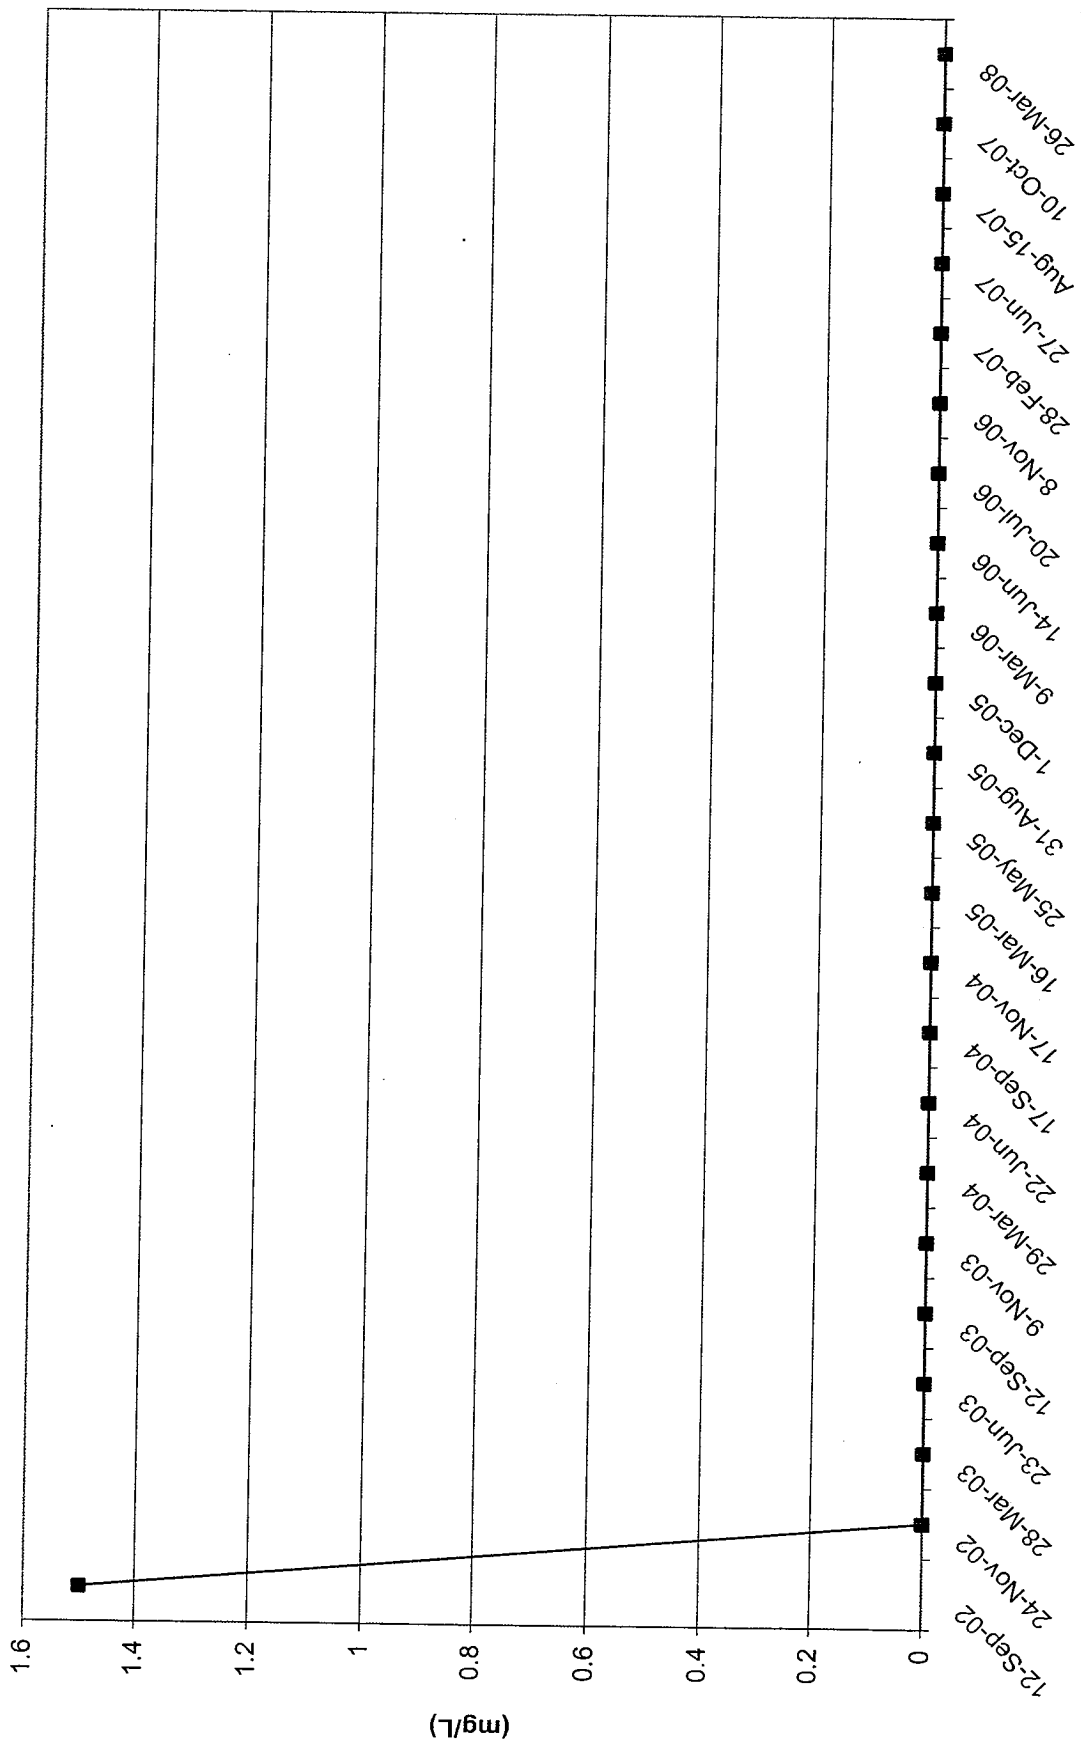 (mg/L)
1.6
1.4
1.2
1
0.8
0.6
0.4
0.2
0
12-Sep-02
24-Nov-02
28-Mar-03
23-Jun-03
12-Sep-03
9-Nov-03
29-Mar-04
22-Jun-04
17-Sep-04
17-Nov-04
16-Mar-05
25-May-05
31-Aug-05
1-Dec-05
9-Mar-06
14-Jun-06
20-Jul-06
8-Nov-06
28-Feb-07
27-Jun-07
Aug-15-07
10-Oct-07
26-Mar-08